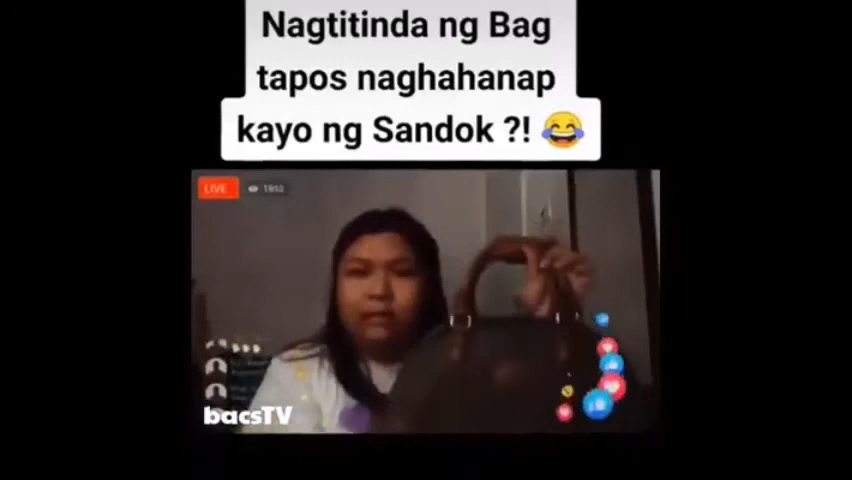 Nagtitinda ng Bag
tapos naghahanap
kayo ng Sandok ?! 😂
LIVE
bacsTV